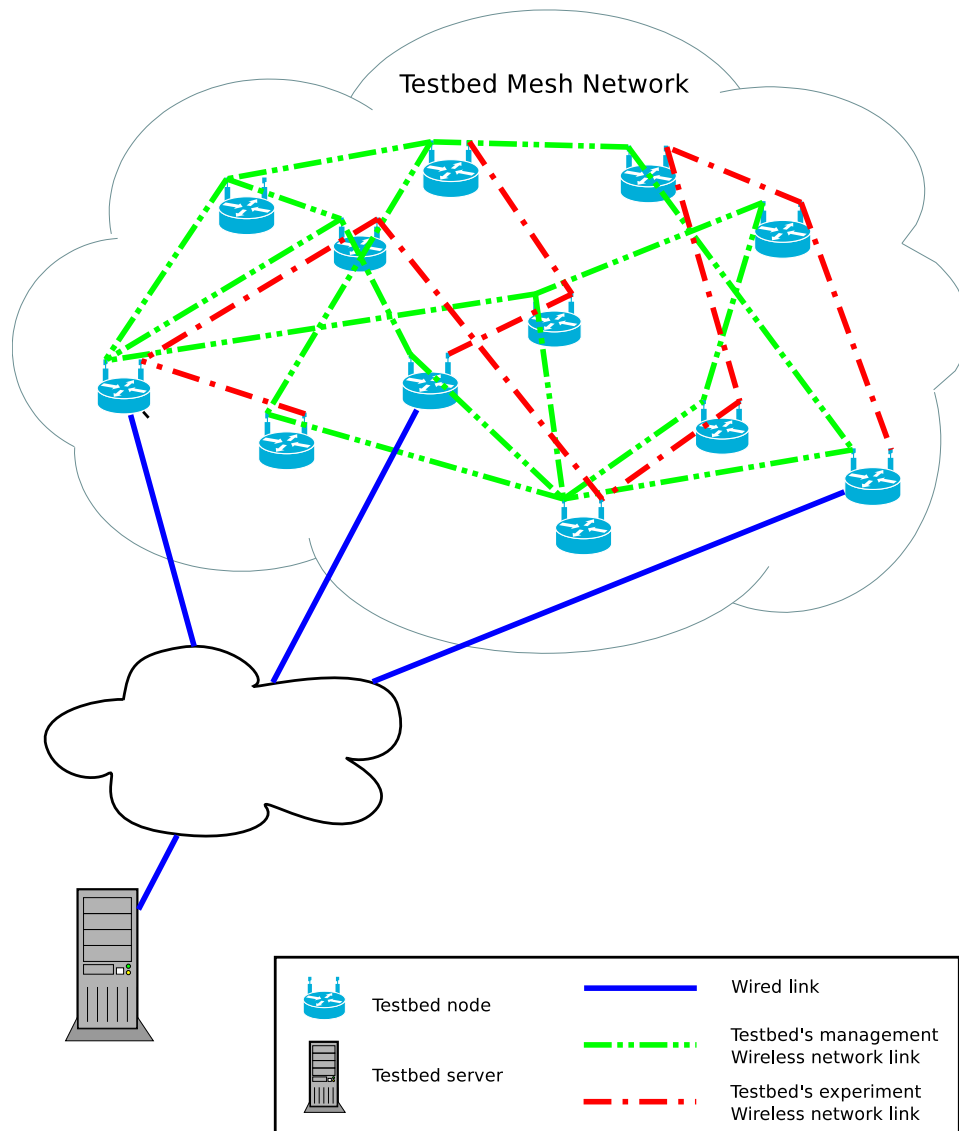 Testbed Mesh Network
Testbed node
Testbed server
Wired link
Testbed's management
Wireless network link
Testbed's experiment
Wireless network link